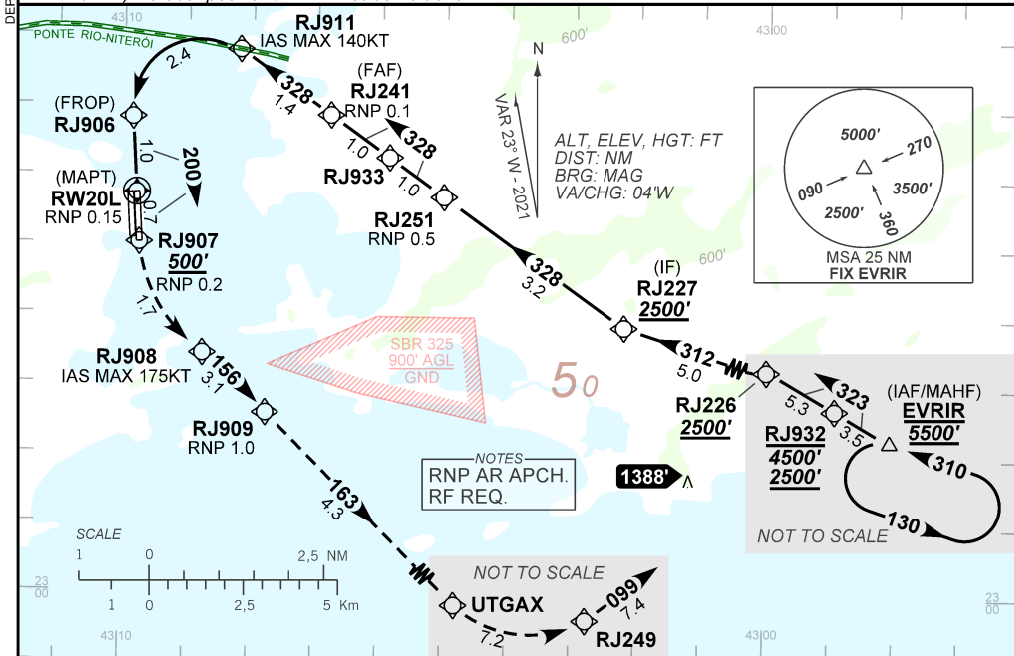 DEP
43 10
43 00
PONTE RIO-NITERÓI
RJ911
IAS MAX 140KT
2.4
328
1.4
(FAF)
RJ241
RNP 0.1
600'
N
VAR 23° W - 2021
ALT, ELEV, HGT: FT
DIST: NM
BRG: MAG
VA/CHG: 04'W
5000'
270
090
3500'
2500'
360
MSA 25 NM
FIX EVRIR
(FROP)
RJ906
1.0
200
(MAPT)
RW20L
RNP 0.15
0.7
RJ907
500'
RNP 0.2
1.0
328
RJ933
1.0
RJ251
RNP 0.5
328
3.2
600'
(IF)
RJ227
2500'
1.7
RJ908
IAS MAX 175KT
156
3.1
RJ909
RNP 1.0
SBR 325
900' AGL
GND
50
312
5.0
RJ226
2500'
323
5.3
3.5
RJ932
4500'
2500'
(IAF/MAHF)
EVRIR
5500'
310
130
NOT TO SCALE
NOTES
RNP AR APCH.
RF REQ.
1388'
163
4.3
SCALE
1 0 2,5 NM
1 0 2,5 5 Km
NOT TO SCALE
UTGAX
7.2
RJ249
099
7.4
23
00
23
00
43 10
43 00